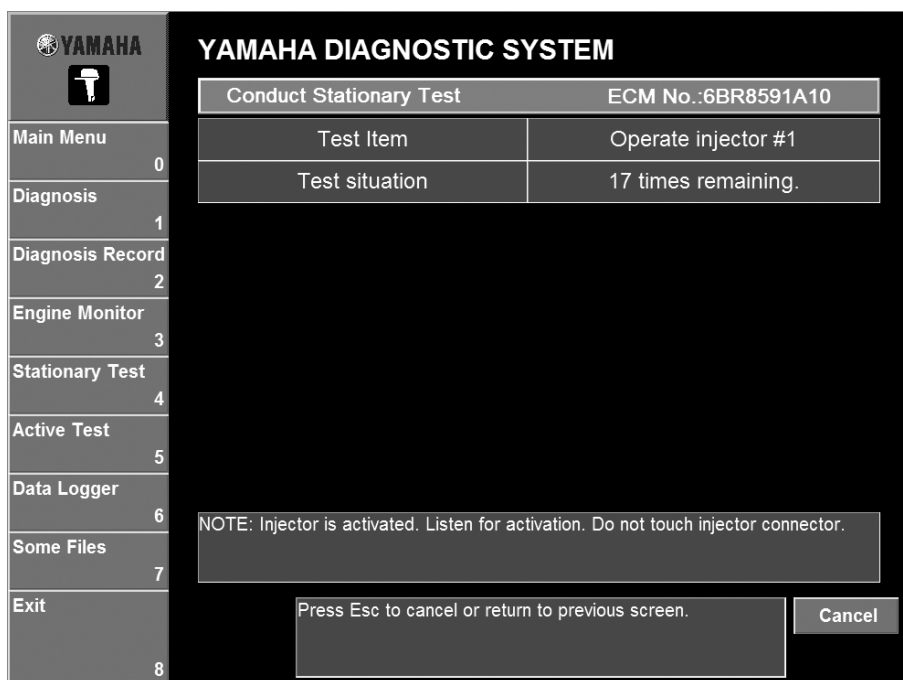 YAMAHA
YAMAHA DIAGNOSTIC SYSTEM
Conduct Stationary Test ECM No.:6BR8591A10
Test Item Operate injector #1
Test situation 17 times remaining.
Main Menu
0
Diagnosis
1
Diagnosis Record
2
Engine Monitor
3
Stationary Test
4
Active Test
5
Data Logger
6
Some Files
7
Exit
8
NOTE: Injector is activated. Listen for activation. Do not touch injector connector.
Press Esc to cancel or return to previous screen.
Cancel